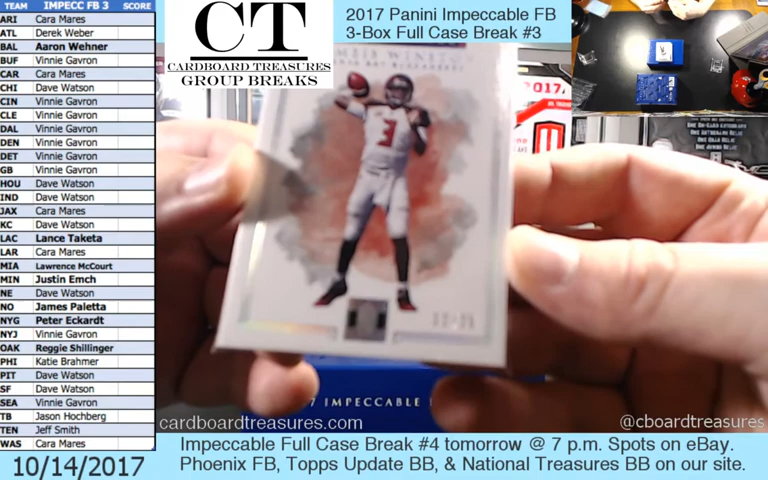 TEAM IMPECC FB 3 SCORE
ARI Cara Mares
ATL Derek Weber
BAL Aaron Wehner
BUF Vinnie Gavron
CAR Cara Mares
CHI Dave Watson
CIN Vinnie Gavron
CLE Vinnie Gavron
DAL Vinnie Gavron
DEN Vinnie Gavron
DET Vinnie Gavron
GB Vinnie Gavron
HOU Dave Watson
IND Dave Watson
JAX Cara Mares
KC Dave Watson
LAC Lance Taketa
LAR Cara Mares
MIA Lawrence McCourt
MIN Justin Emch
NE Dave Watson
NO James Paletta
NYG Peter Eckardt
NYJ Vinnie Gavron
OAK Reggie Shillinger
PHI Katie Brahmer
PIT Dave Watson
SF Dave Watson
SEA Vinnie Gavron
TB Jason Hochberg
TEN Jeff Smith
WAS Cara Mares
10/14/2017
CT
CARDBOARD TREASURES
GROUP BREAKS
2017 Panini Impeccable FB
3-Box Full Case Break #3
WINSTON
3
2017
7 IMPECCABLE
cardboardtreasures.com
@cboardtreasures
Impeccable Full Case Break #4 tomorrow @ 7 p.m. Spots on eBay.
Phoenix FB, Topps Update BB, & National Treasures BB on our site.